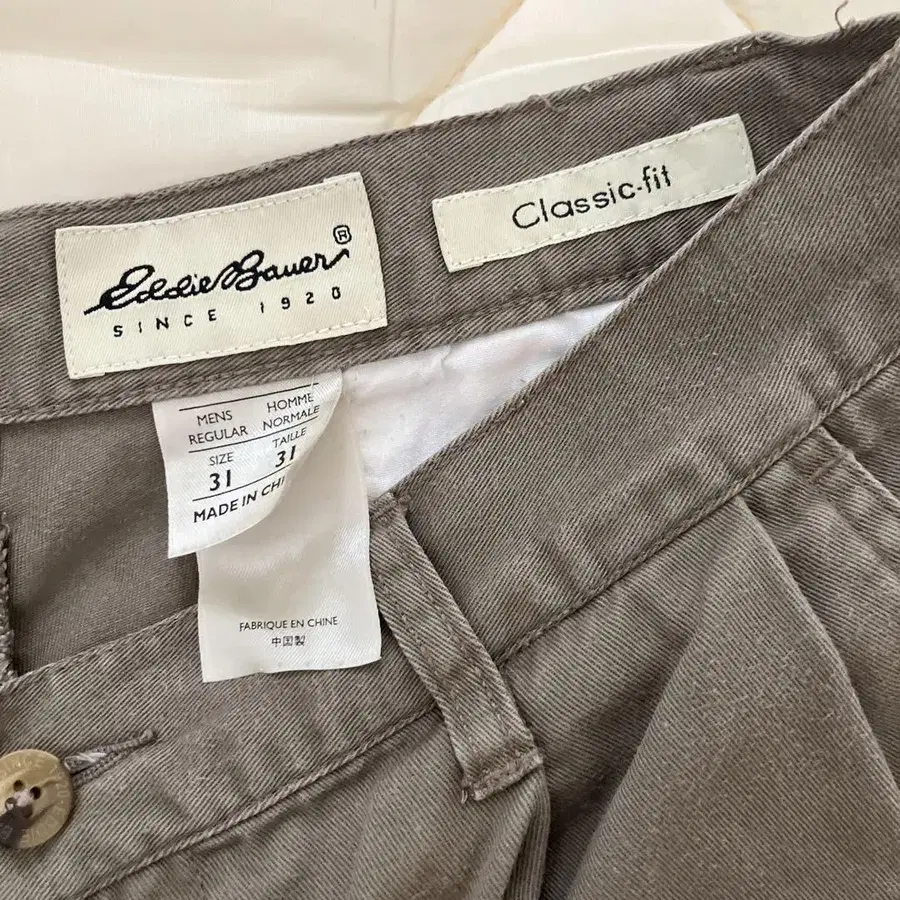 Eddie Bauer®
SINCE 1920
Classic-fit
MENS HOMME
REGULAR NORMALE
SIZE TAILLE
31 31
MADE IN CHI
FABRIQUE EN CHINE
中国製